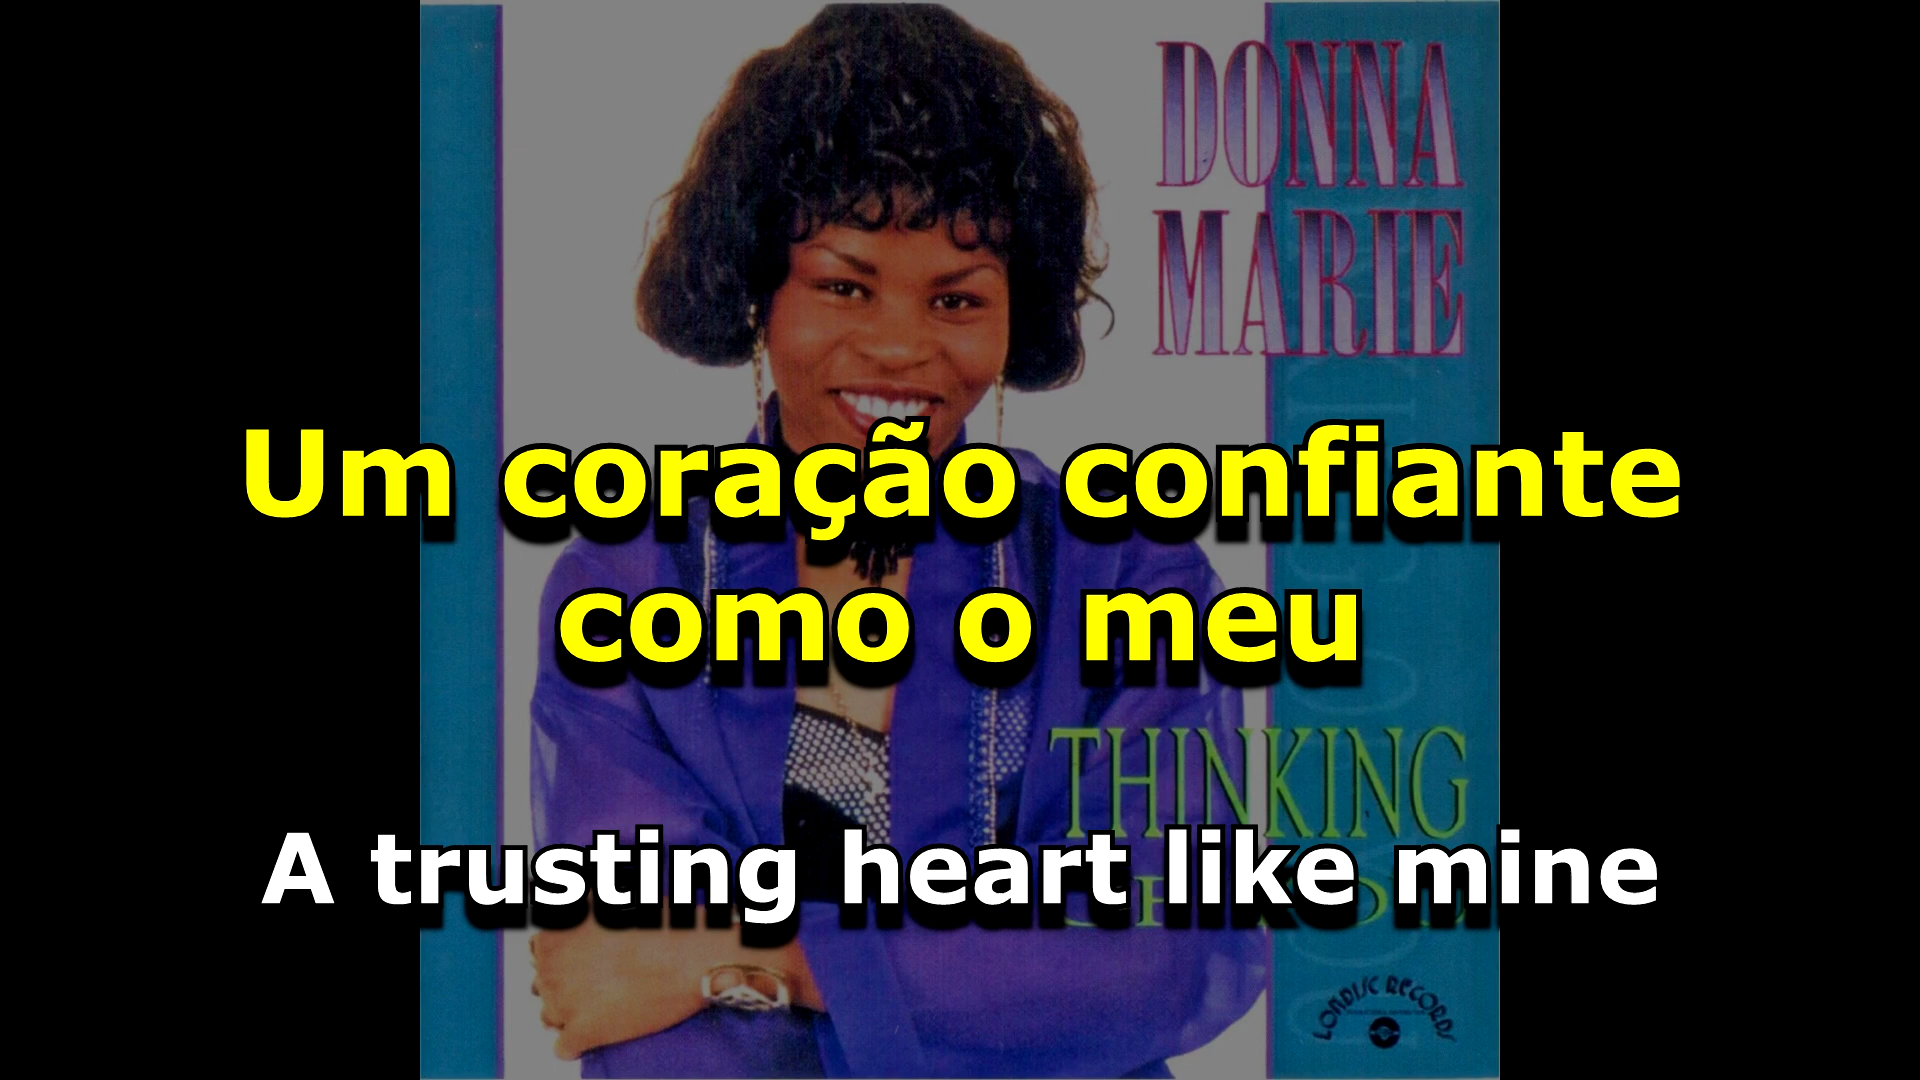 DONNA
MARIE
Um coração confiante
como o meu
THINKING
A trusting heart like mine
LONDISC RECORDS